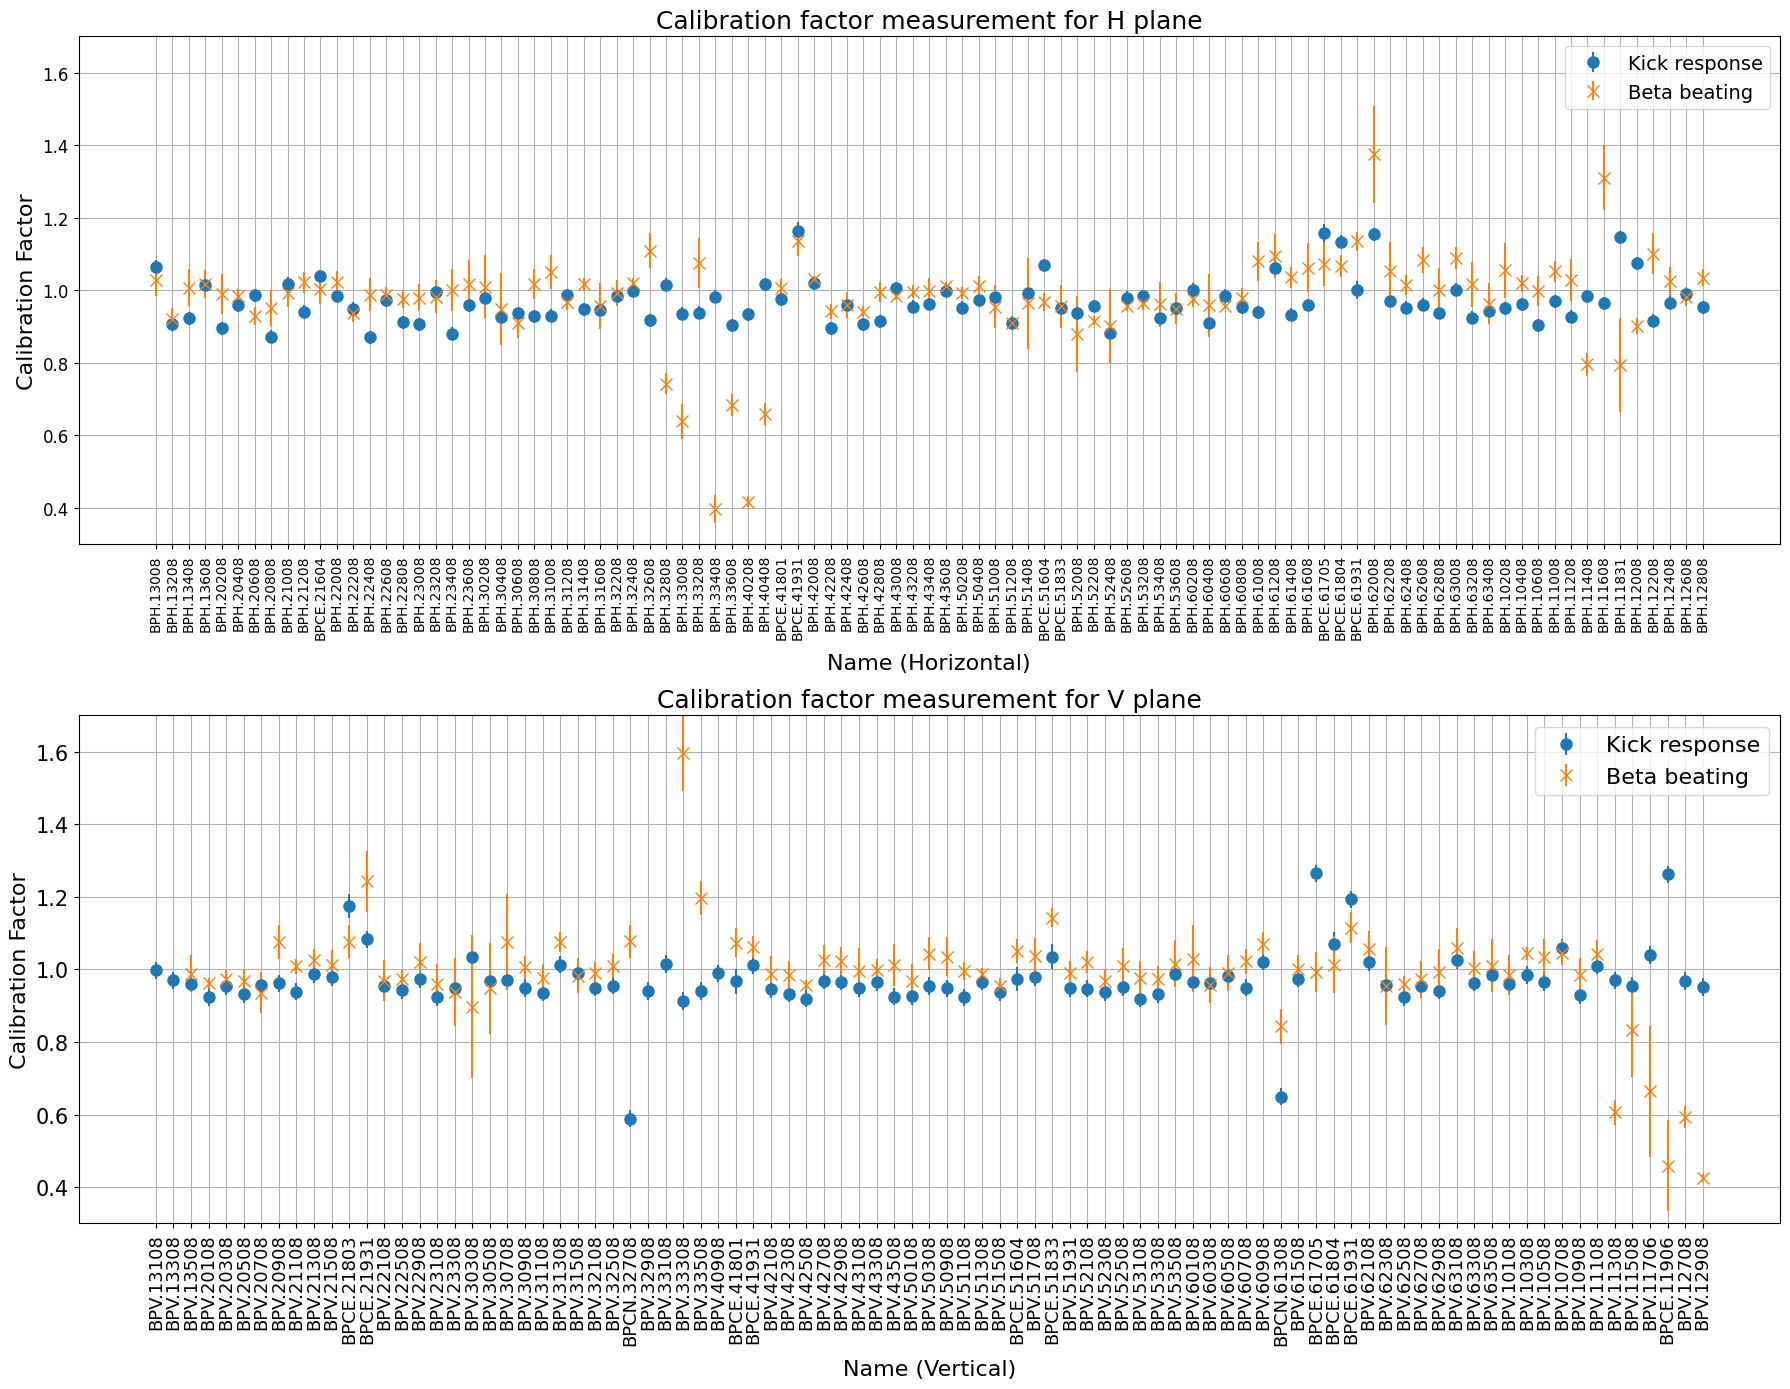 Calibration factor measurement for H plane
Calibration Factor
1.6
1.4
1.2
1.0
0.8
0.6
0.4
Kick response
Beta beating
BPH.13008
BPH.13208
BPH.13408
BPH.13608
BPH.20208
BPH.20408
BPH.20608
BPH.20808
BPH.21008
BPH.21208
BPCE.21604
BPH.22008
BPH.22208
BPH.22408
BPH.22608
BPH.22808
BPH.23008
BPH.23208
BPH.23408
BPH.23608
BPH.30208
BPH.30408
BPH.30608
BPH.30808
BPH.31008
BPH.31208
BPH.31408
BPH.31608
BPH.32208
BPH.32408
BPH.32608
BPH.32808
BPH.33008
BPH.33208
BPH.33408
BPH.33608
BPH.40208
BPH.40408
BPCE.41801
BPCE.41931
BPH.42008
BPH.42208
BPH.42408
BPH.42608
BPH.42808
BPH.43008
BPH.43208
BPH.43408
BPH.43608
BPH.50208
BPH.50408
BPH.51008
BPH.51208
BPH.51408
BPCE.51604
BPCE.51833
BPH.52008
BPH.52208
BPH.52408
BPH.52608
BPH.53208
BPH.53408
BPH.53608
BPH.60208
BPH.60408
BPH.60608
BPH.60808
BPH.61008
BPH.61208
BPH.61408
BPH.61608
BPCE.61705
BPCE.61804
BPCE.61931
BPH.62008
BPH.62208
BPH.62408
BPH.62608
BPH.62808
BPH.63008
BPH.63208
BPH.63408
BPH.10208
BPH.10408
BPH.10608
BPH.11008
BPH.11208
BPH.11408
BPH.11608
BPH.11831
BPH.12008
BPH.12208
BPH.12408
BPH.12608
BPH.12808
Name (Horizontal)
Calibration factor measurement for V plane
Calibration Factor
1.6
1.4
1.2
1.0
0.8
0.6
0.4
Kick response
Beta beating
BPV.13108
BPV.13308
BPV.13508
BPV.20108
BPV.20308
BPV.20508
BPV.20708
BPV.20908
BPV.21108
BPV.21308
BPV.21508
BPCE.21803
BPCE.21931
BPV.22108
BPV.22508
BPV.22908
BPV.23108
BPV.23308
BPV.30308
BPV.30508
BPV.30708
BPV.30908
BPV.31108
BPV.31308
BPV.31508
BPV.32108
BPV.32508
BPCN.32708
BPV.32908
BPV.33108
BPV.33308
BPV.33508
BPV.40908
BPCE.41801
BPCE.41931
BPV.42108
BPV.42308
BPV.42508
BPV.42708
BPV.42908
BPV.43108
BPV.43308
BPV.43508
BPV.50108
BPV.50308
BPV.50908
BPV.51108
BPV.51308
BPV.51508
BPCE.51604
BPV.51708
BPCE.51833
BPV.51931
BPV.52108
BPV.52308
BPV.52508
BPV.53108
BPV.53308
BPV.53508
BPV.60108
BPV.60308
BPV.60508
BPV.60708
BPV.60908
BPCN.61308
BPV.61508
BPCE.61705
BPCE.61804
BPCE.61931
BPV.62108
BPV.62308
BPV.62508
BPV.62708
BPV.62908
BPV.63108
BPV.63308
BPV.63508
BPV.10108
BPV.10308
BPV.10508
BPV.10708
BPV.10908
BPV.11108
BPV.11308
BPV.11508
BPV.11706
BPCE.11906
BPV.12708
BPV.12908
Name (Vertical)